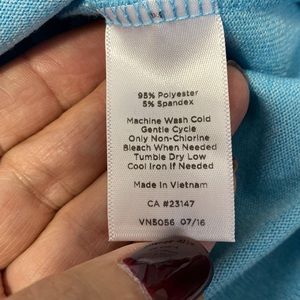 95% Polyester
5% Spandex
Machine Wash Cold
Gentle Cycle
Only Non-Chlorine
Bleach When Needed
Tumble Dry Low
Cool Iron If Needed
Made In Vietnam
CA #23147
VN5056 07/16